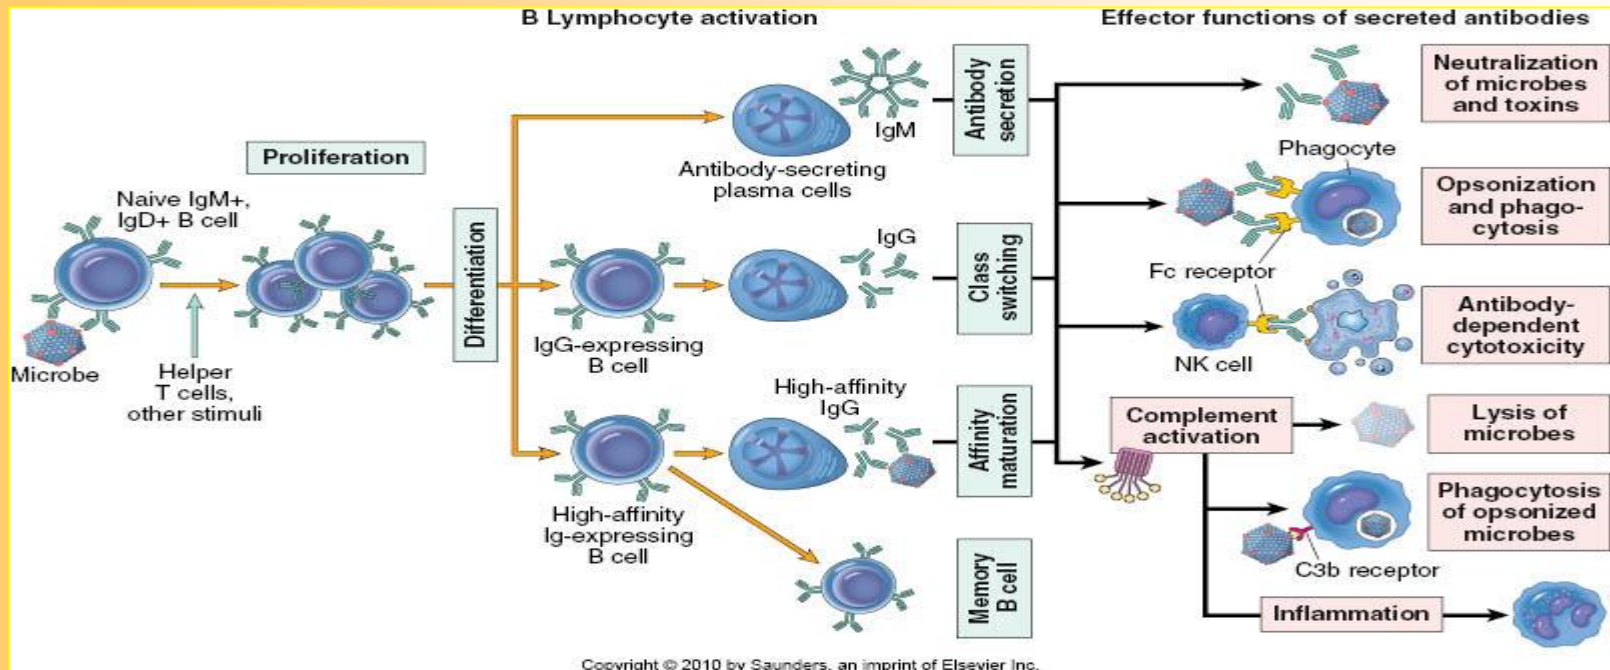 B Lymphocyte activation
Effector functions of secreted antibodies
Proliferation
Naive IgM+,
IgD+ B cell
Microbe
Helper
T cells,
other stimuli
Differentiation
IgM
Antibody-secreting
plasma cells
Antibody
secretion
IgG-expressing
B cell
IgG
Class
switching
High-affinity
Ig-expressing
B cell
High-affinity
IgG
Affinity
maturation
Memory
B cell
Neutralization
of microbes
and toxins
Phagocyte
Opsonization
and phago-
cytosis
Fc receptor
NK cell
Antibody-
dependent
cytotoxicity
Complement
activation
Lysis of
microbes
Phagocytosis
of opsonized
microbes
C3b receptor
Inflammation
Copyright © 2010 by Saunders, an imprint of Elsevier Inc.